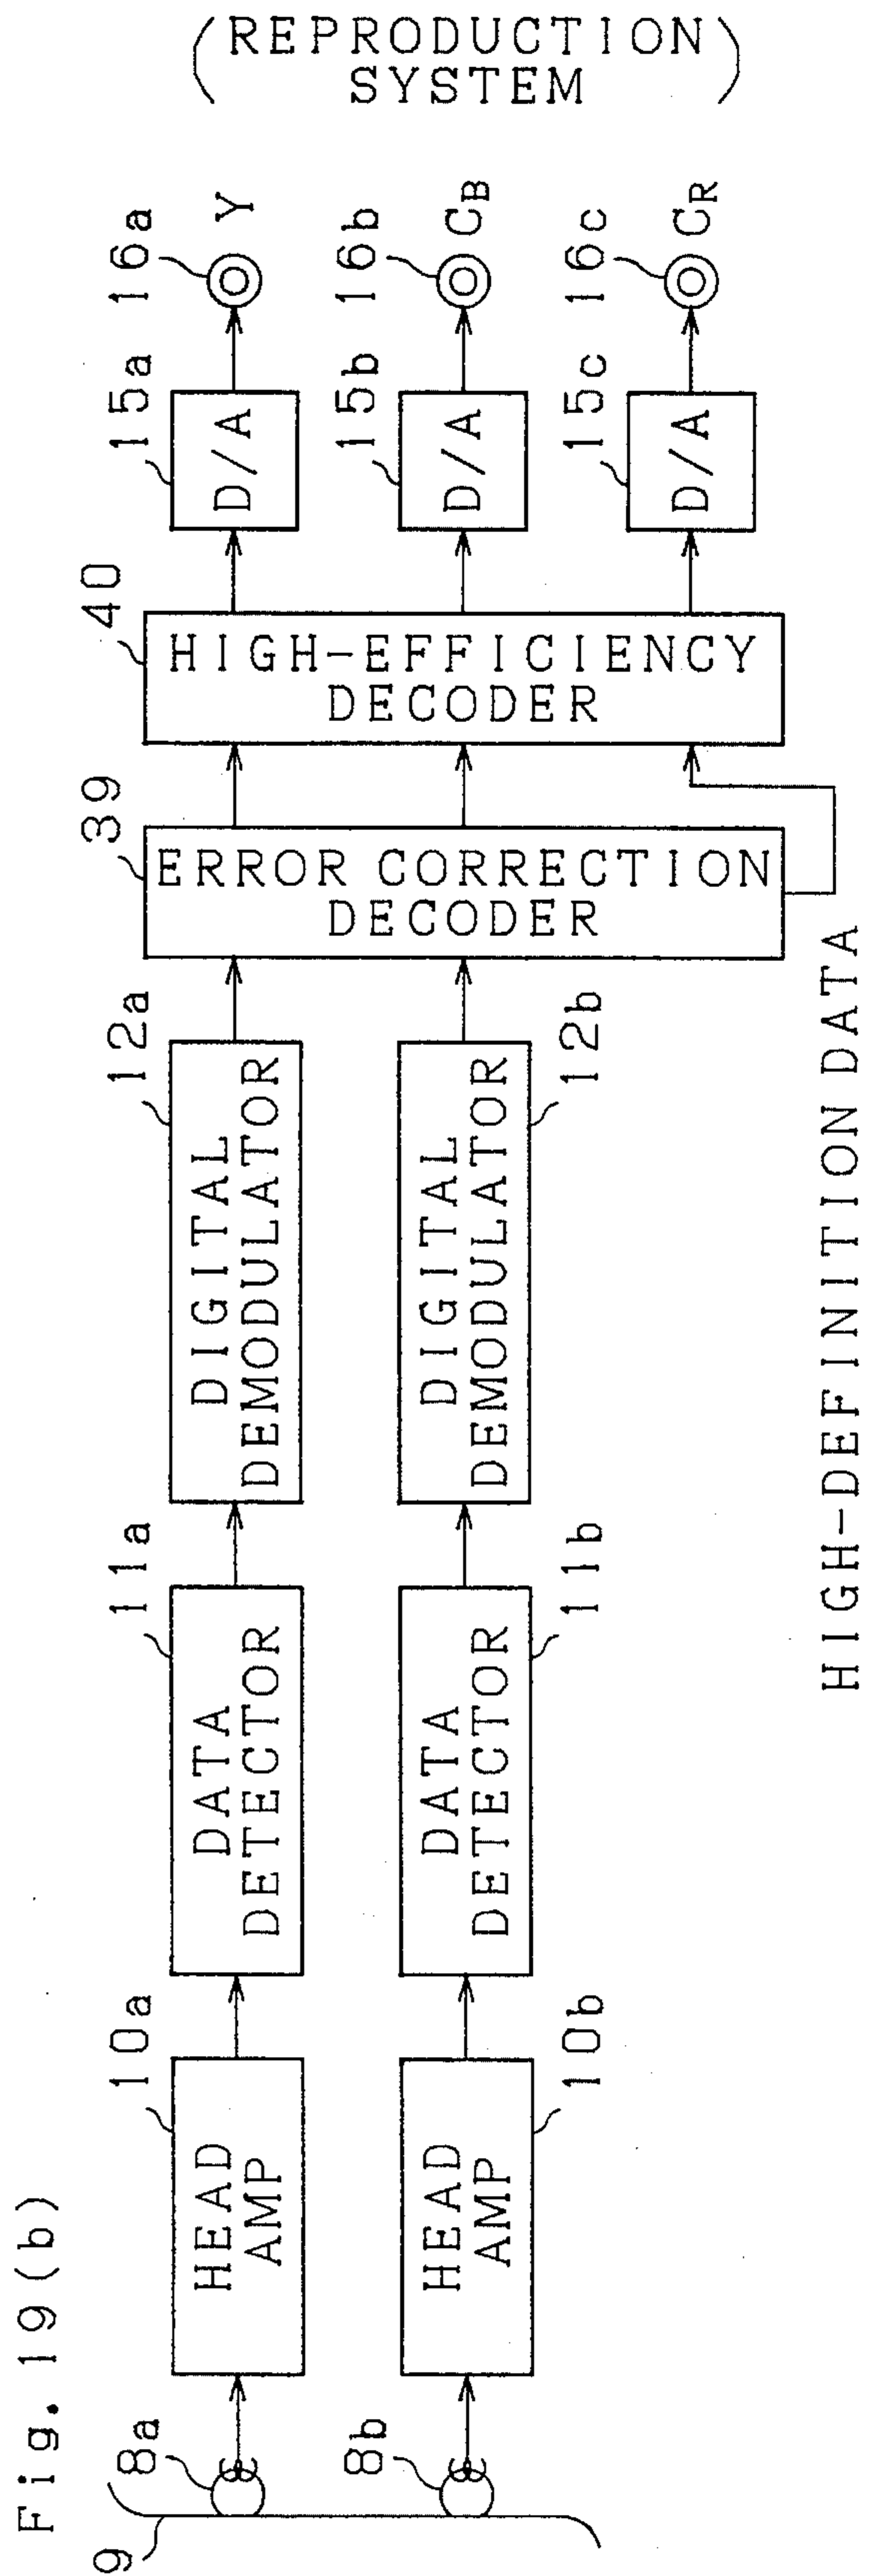 Fig. 19(b)
(REPRODUCTION
SYSTEM)
9
8a
HEAD
AMP
10a
DATA
DETECTOR
11a
DIGITAL
DEMODULATOR
12a
8b
HEAD
AMP
10b
DATA
DETECTOR
11b
DIGITAL
DEMODULATOR
12b
ERROR CORRECTION
DECODER
39
HIGH-EFFICIENCY
DECODER
40
D/A
15a
16a
Y
D/A
15b
16b
CB
D/A
15c
16c
CR
HIGH-DEFINITION DATA